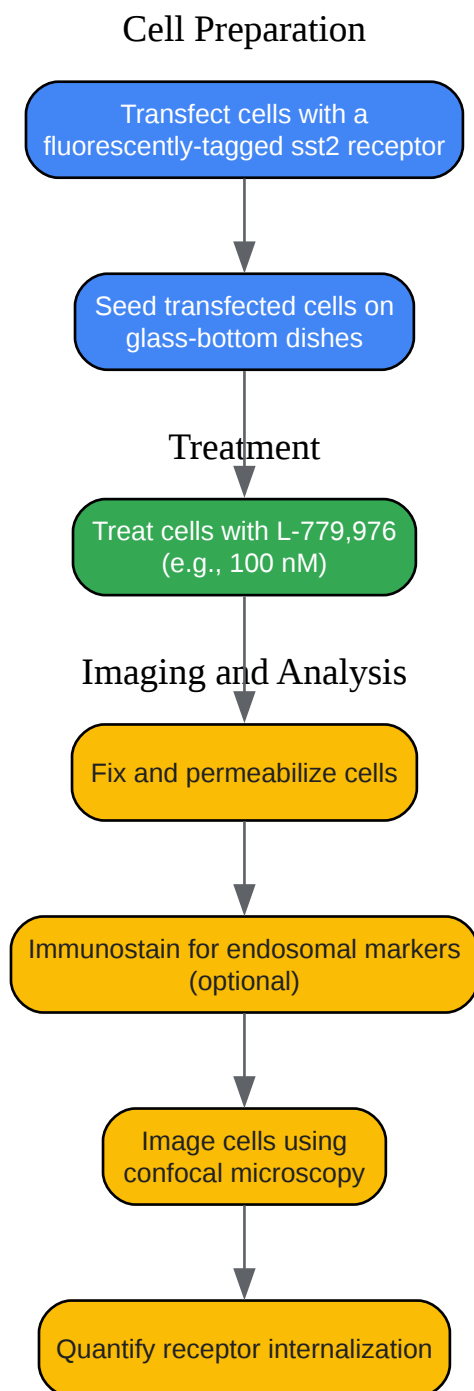 Cell Preparation
Transfect cells with a
fluorescently-tagged sst2 receptor
Seed transfected cells on
glass-bottom dishes
Treatment
Treat cells with L-779,976
(e.g., 100 nM)
Imaging and Analysis
Fix and permeabilize cells
Immunostain for endosomal markers
(optional)
Image cells using
confocal microscopy
Quantify receptor internalization